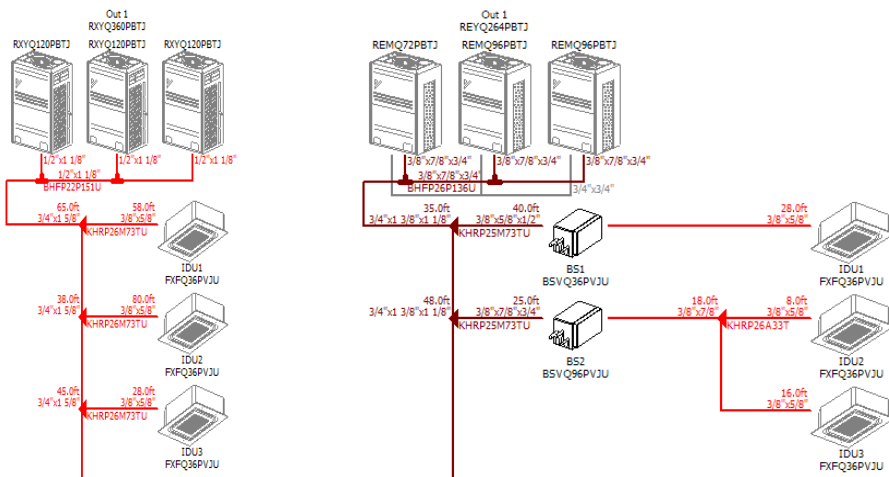 Out 1
RXYQ360PBTJ
RXYQ120PBTJ RXYQ120PBTJ RXYQ120PBTJ
1/2"x1 1/8" 1/2"x1 1/8" 1/2"x1 1/8"
1/2"x1 1/8"
BHFP22P151U
65.0ft 58.0ft
3/4"x1 5/8" 3/8"x5/8"
KHRP26M73TU
IDU1
FXFQ36PVJU
38.0ft 80.0ft
3/4"x1 5/8" 3/8"x5/8"
KHRP26M73TU
IDU2
FXFQ36PVJU
45.0ft 28.0ft
3/4"x1 5/8" 3/8"x5/8"
KHRP26M73TU
IDU3
FXFQ36PVJU
Out 1
REYQ264PBTJ
REMQ72PBTJ REMQ96PBTJ REMQ96PBTJ
3/8"x7/8"x3/4" 3/8"x7/8"x3/4" 3/8"x7/8"x3/4"
3/8"x7/8"x3/4"
BHFP26P136U 3/4"x3/4"
35.0ft 40.0ft 28.0ft
3/4"x1 3/8"x1 1/8" 3/8"x5/8"x1/2" 3/8"x5/8"
KHRP25M73TU
BS1
BSVQ36PVJU
IDU1
FXFQ36PVJU
48.0ft 25.0ft 18.0ft 8.0ft
3/4"x1 3/8"x1 1/8" 3/8"x7/8"x3/4" 3/8"x7/8" 3/8"x5/8"
KHRP25M73TU KHRP26A33T
BS2
BSVQ96PVJU
IDU2
FXFQ36PVJU
16.0ft
3/8"x5/8"
IDU3
FXFQ36PVJU